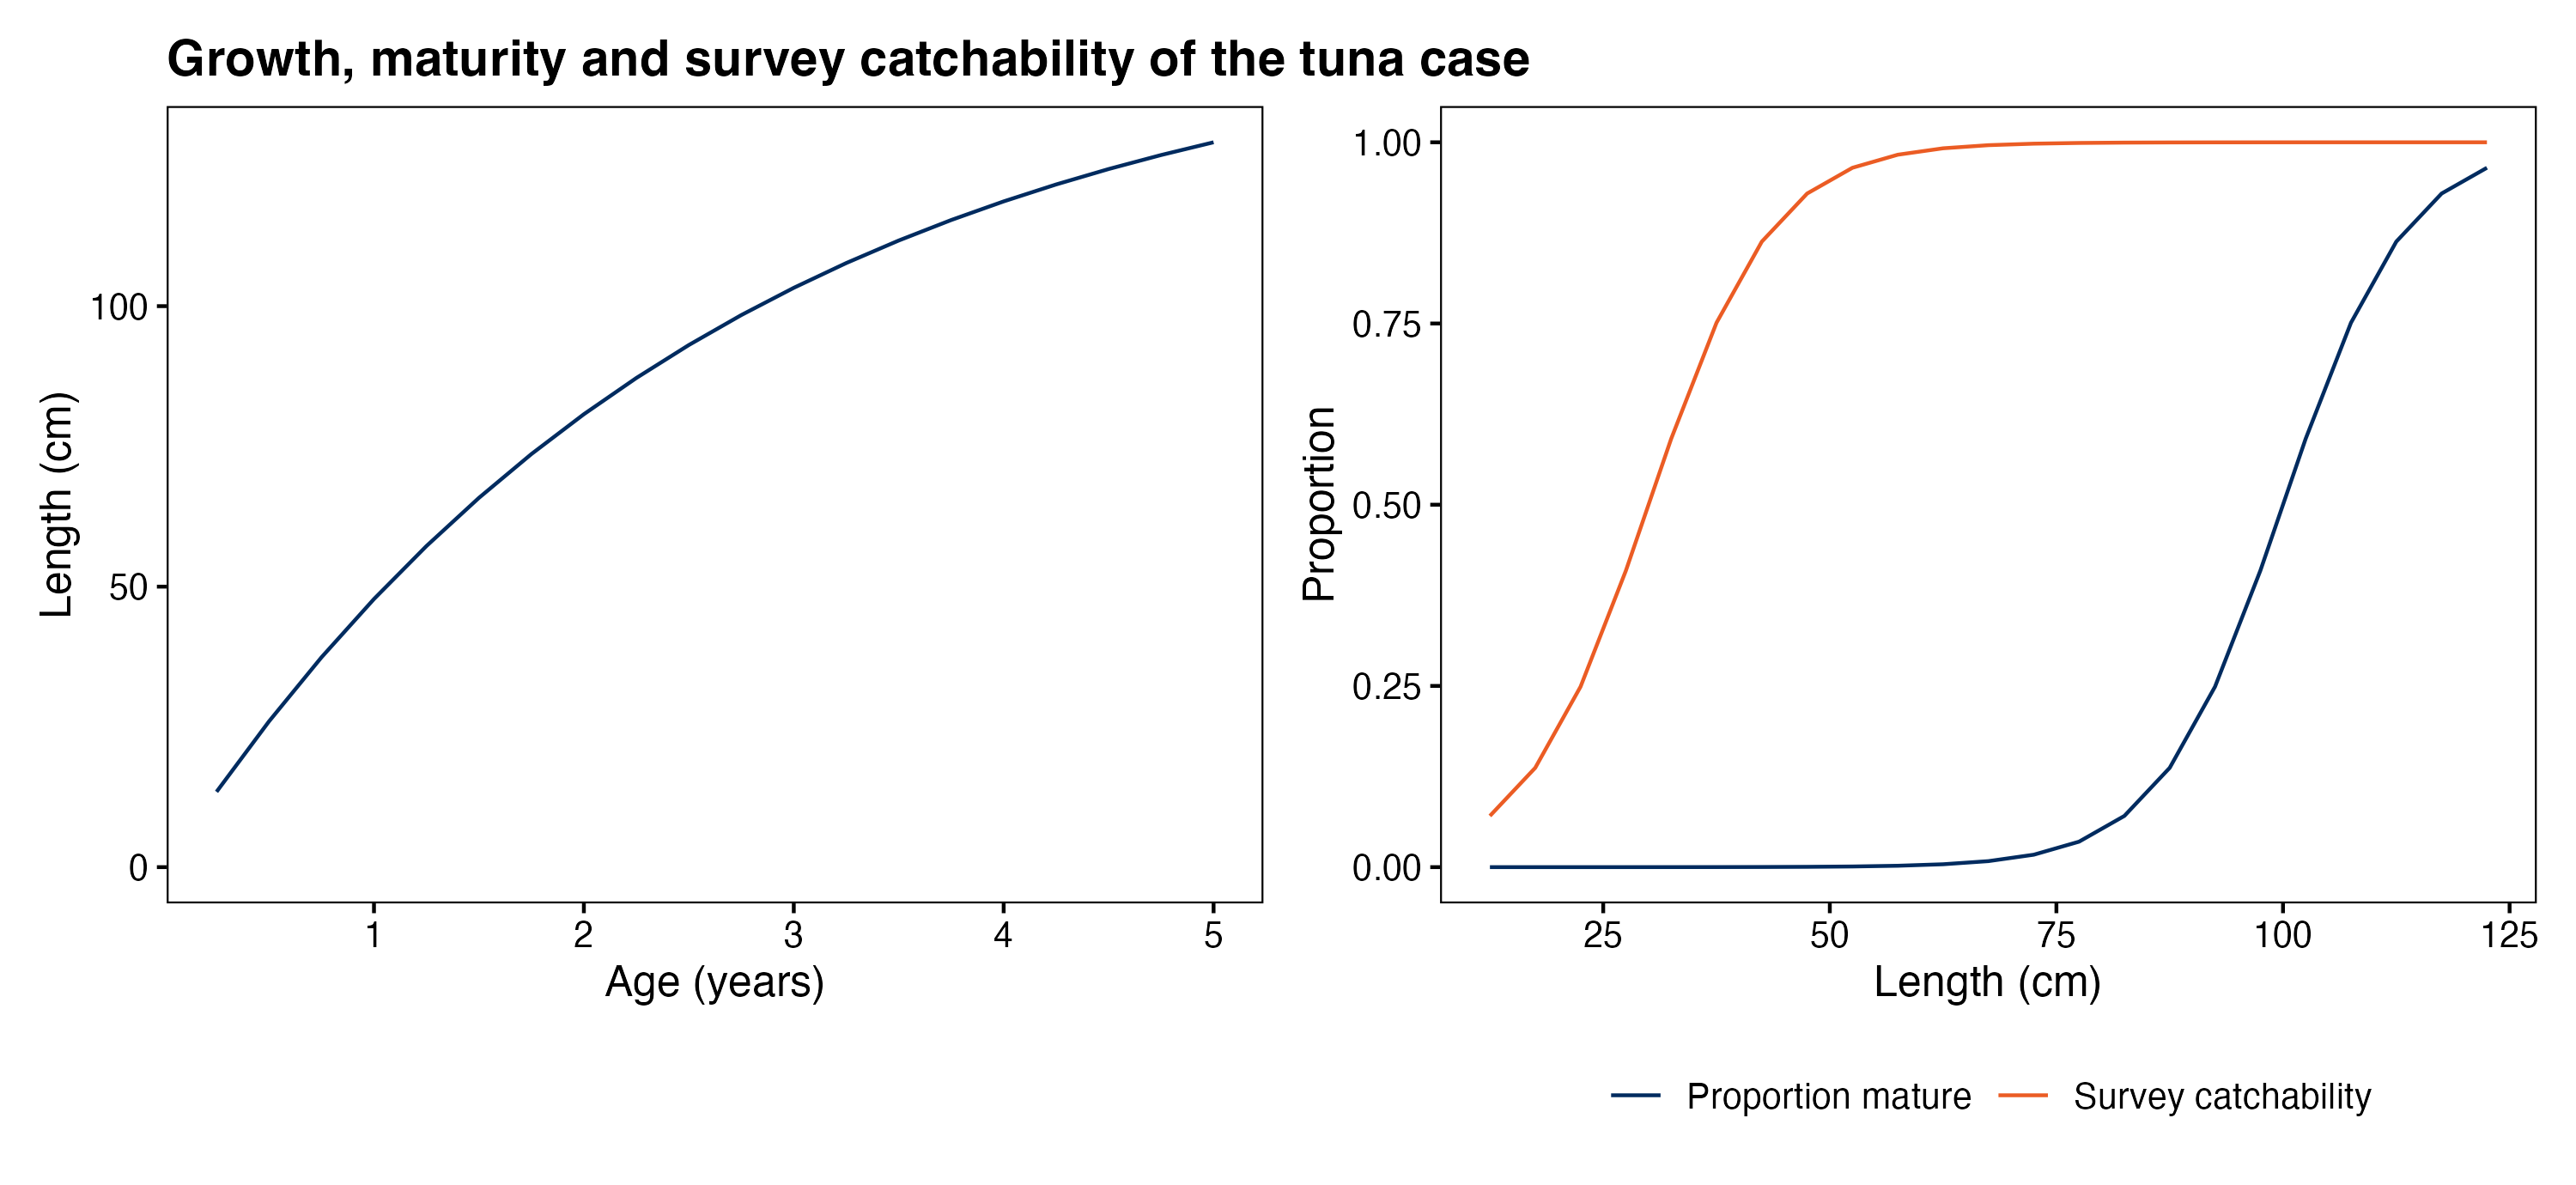 Growth, maturity and survey catchability of the tuna case
Length (cm)
100
50
0
1 2 3 4 5
Age (years)
Proportion
1.00
0.75
0.50
0.25
0.00
25 50 75 100 125
Length (cm)
Proportion mature Survey catchability